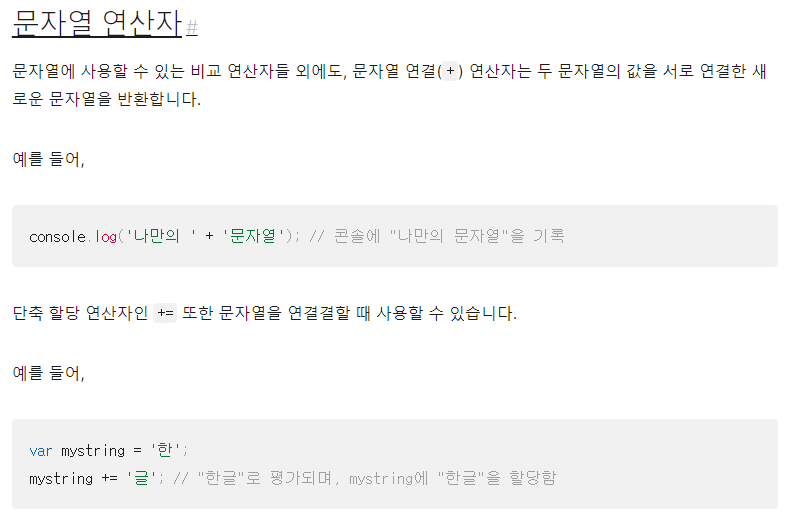 문자열 연산자#
문자열에 사용할 수 있는 비교 연산자들 외에도, 문자열 연결(+) 연산자는 두 문자열의 값을 서로 연결한 새
로운 문자열을 반환합니다.
예를 들어,
console.log('나만의 ' + '문자열'); // 콘솔에 "나만의 문자열"을 기록
단축 할당 연산자인 += 또한 문자열을 연결결할 때 사용할 수 있습니다.
예를 들어,
var mystring = '한';
mystring += '글'; // "한글"로 평가되며, mystring에 "한글"을 할당함